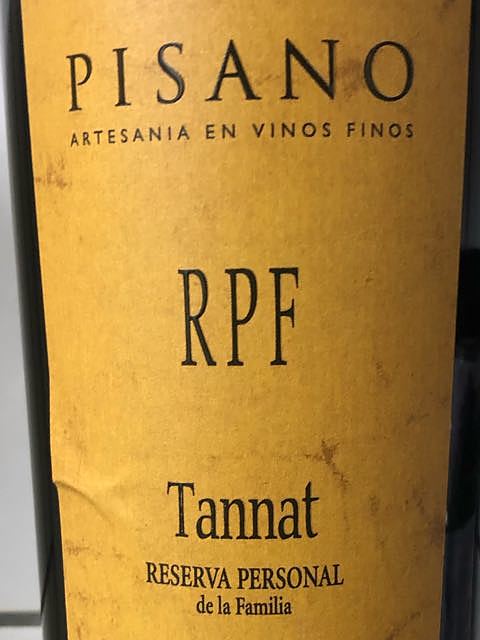 PISANO
ARTESANIA EN VINOS FINOS
RPF
Tannat
RESERVA PERSONAL
de la Familia